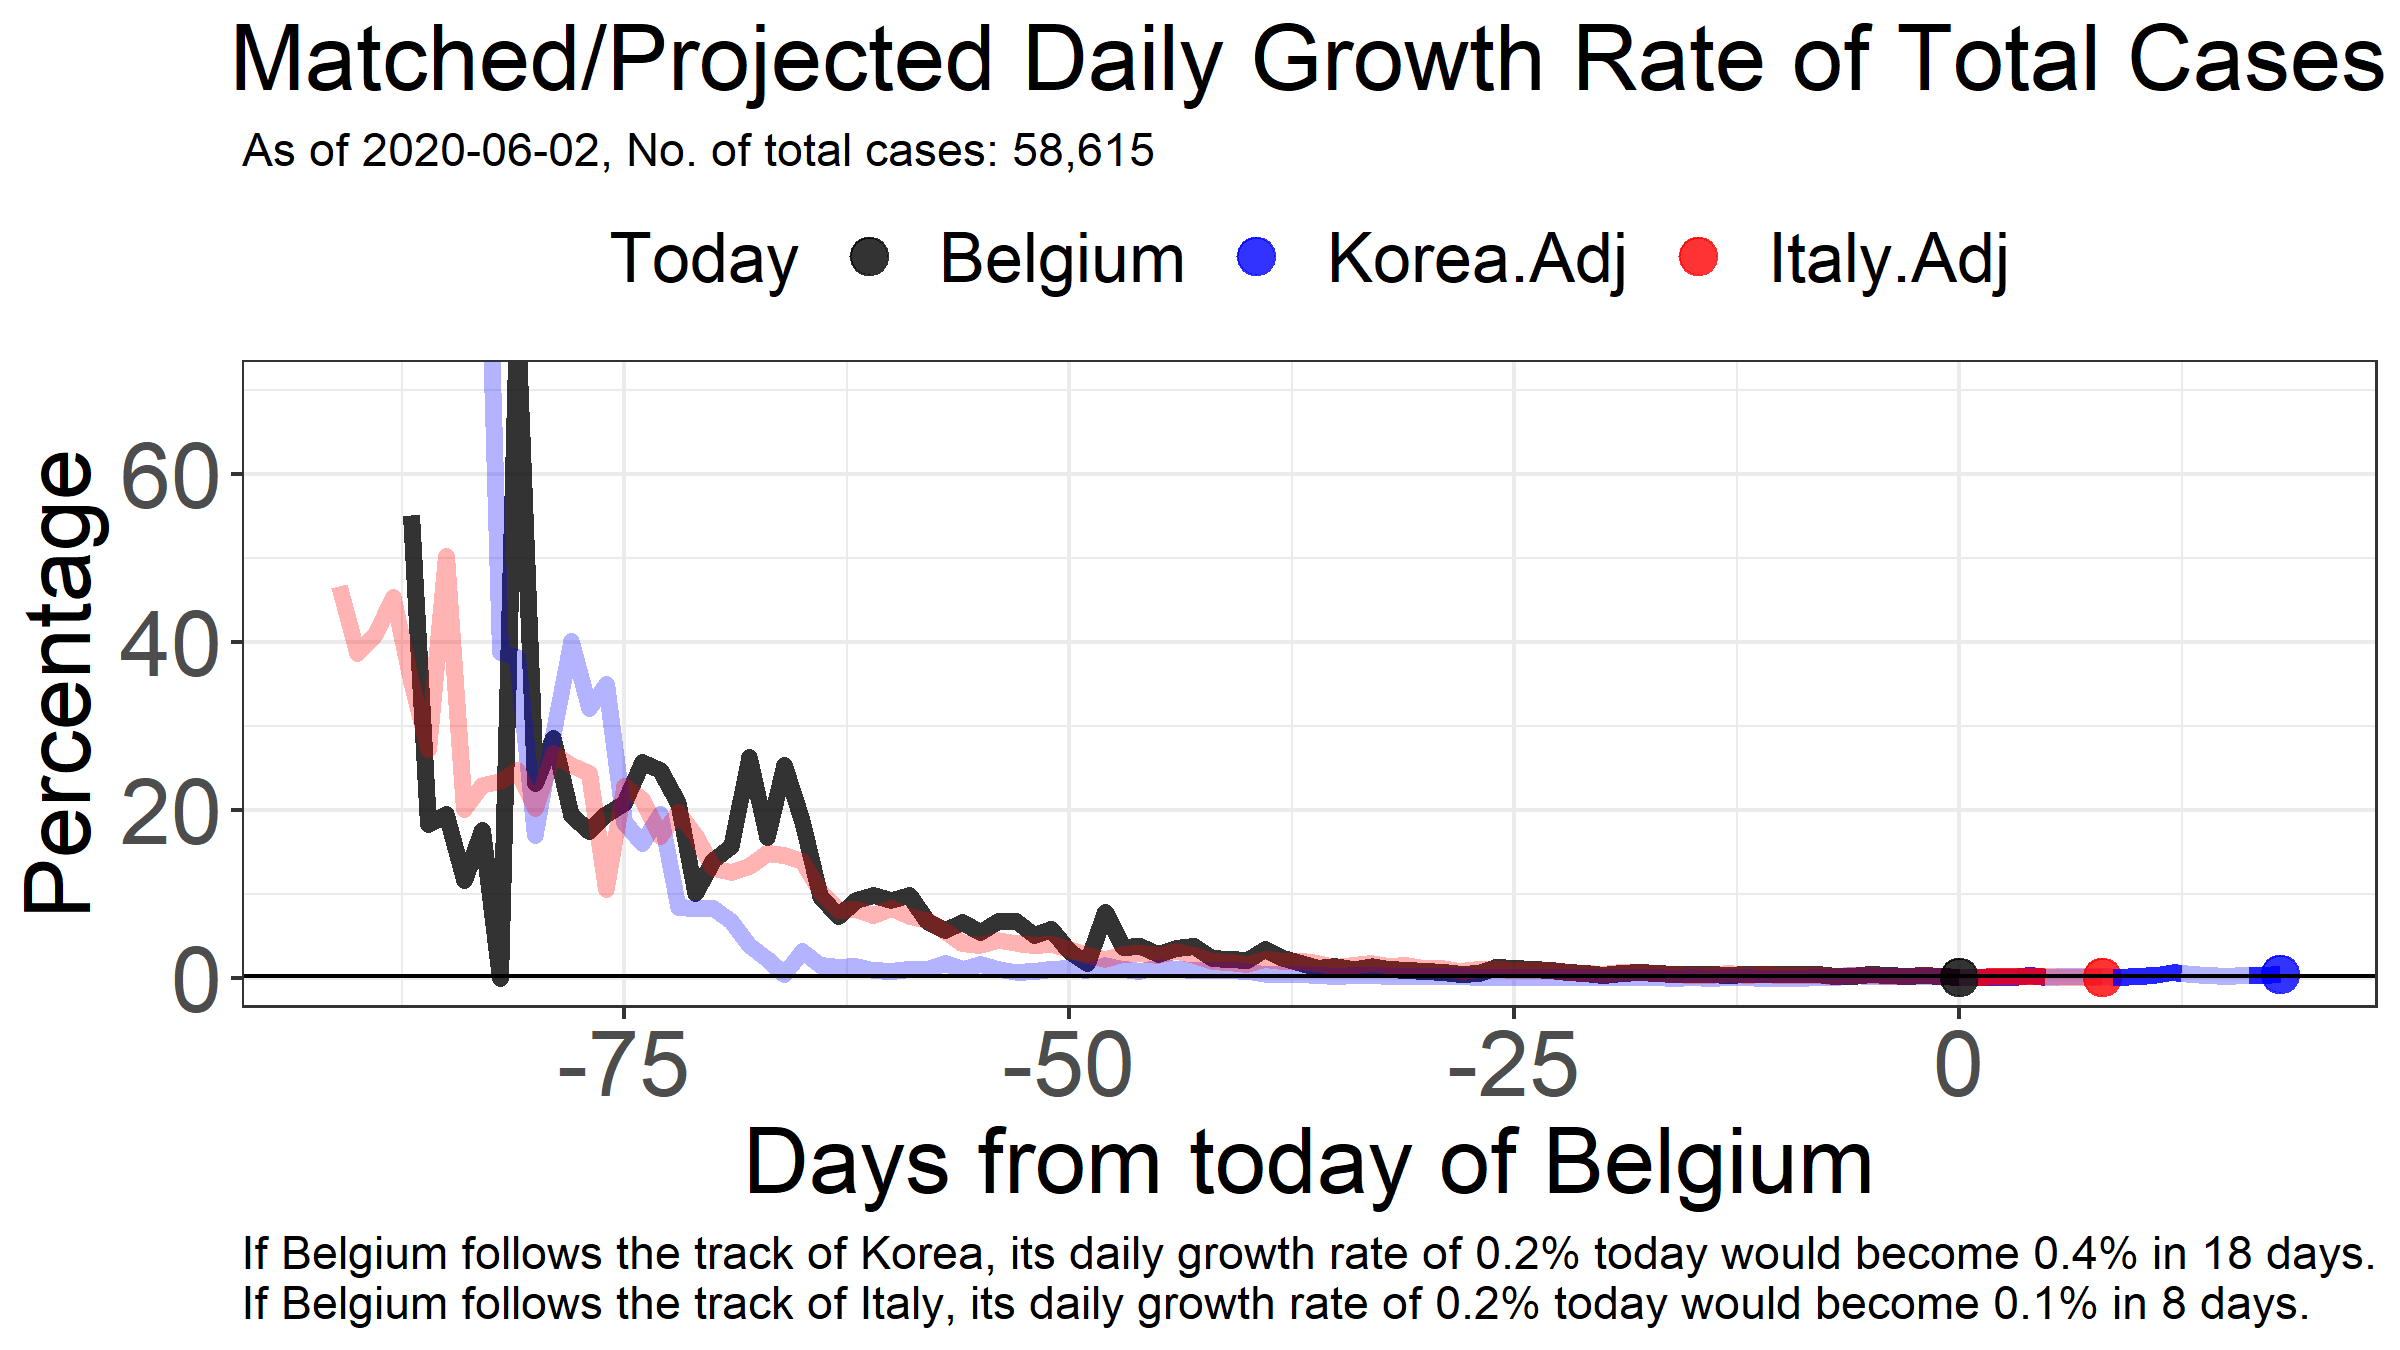 Matched/Projected Daily Growth Rate of Total Cases
As of 2020-06-02, No. of total cases: 58,615
Today Belgium Korea.Adj Italy.Adj
Percentage
60
40
20
0
-75 -50 -25 0
Days from today of Belgium
If Belgium follows the track of Korea, its daily growth rate of 0.2% today would become 0.4% in 18 days.
If Belgium follows the track of Italy, its daily growth rate of 0.2% today would become 0.1% in 8 days.